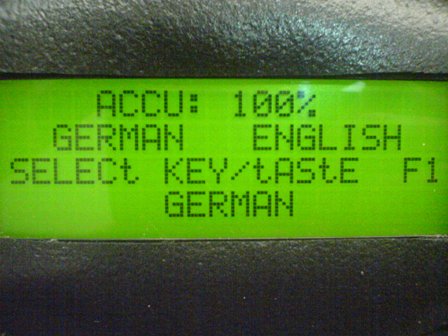 ACCU: 100%
GERMAN ENGLISH
SELECt KEY/tAStE F1
GERMAN